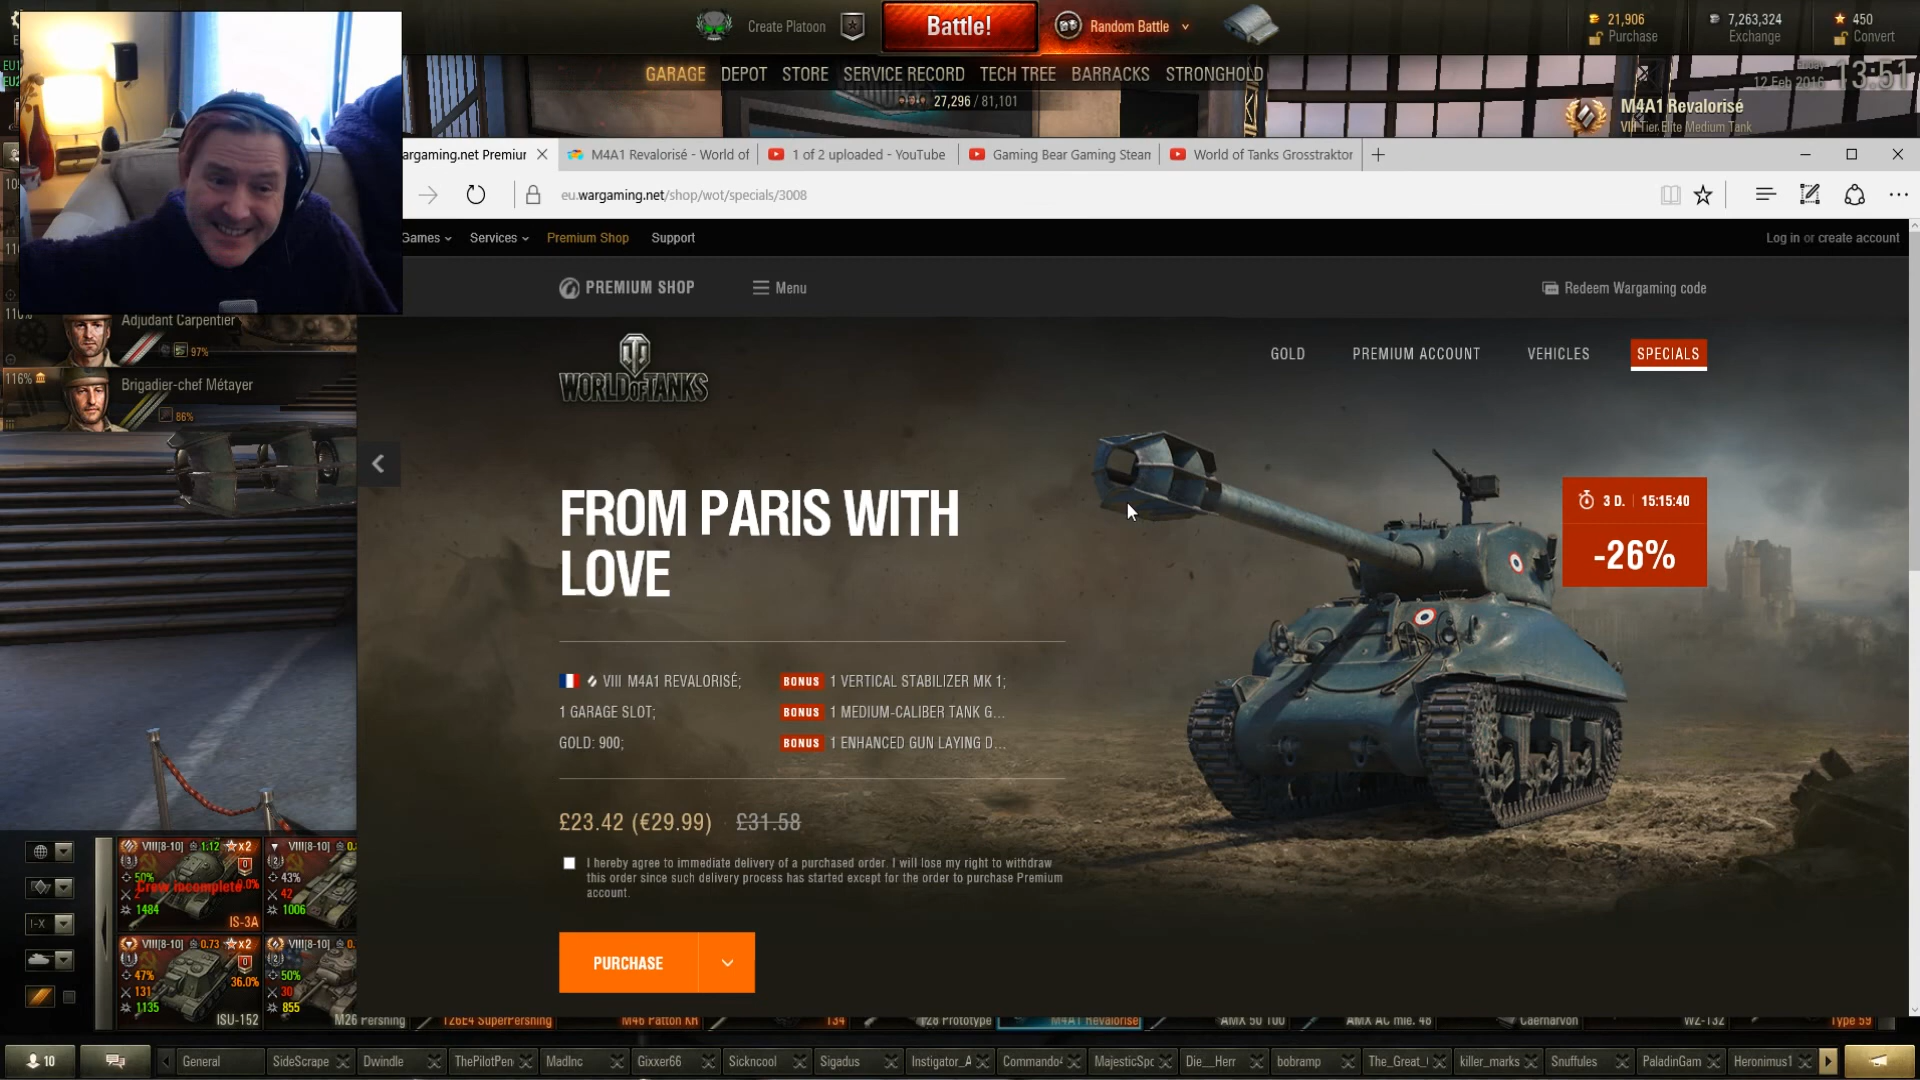 Create Platoon
Battle!
Random Battle
21,906
Purchase
7,263,324
Exchange
450
Convert
GARAGE DEPOT STORE SERVICE RECORD TECH TREE BARRACKS STRONGHOLD
27,296 / 81,101
12 Feb 2016 13:51
M4A1 Revalorisé
VIII Tier Elite Medium Tank
argaming.net Premiun
M4A1 Revalorisé - World of
1 of 2 uploaded - YouTube
Gaming Bear Gaming Stean
World of Tanks Grosstraktor
eu.wargaming.net/shop/wot/specials/3008
Games Services Premium Shop Support
Log in or create account
PREMIUM SHOP
Menu
Redeem Wargaming code
Adjudant Carpentier
97%
116%
Brigadier-chef Métayer
86%
WORLD OF TANKS
GOLD PREMIUM ACCOUNT VEHICLES SPECIALS
FROM PARIS WITH
LOVE
3 D. 15:15:40
-26%
VIII M4A1 REVALORISÉ;
1 GARAGE SLOT;
GOLD: 900;
BONUS 1 VERTICAL STABILIZER MK 1;
BONUS 1 MEDIUM-CALIBER TANK G...
BONUS 1 ENHANCED GUN LAYING D...
£23.42 (€29.99) £31.58
I hereby agree to immediate delivery of a purchased order. I will lose my right to withdraw
this order since such delivery process has started except for the order to purchase Premium
account.
PURCHASE
VIII[8-10] 1.12 x2
50%
Crew incomplete
1484
IS-3A
43%
42
1006
VIII[8-10] 0.73 x2
47%
131
36.0%
1135
ISU-152
VIII[8-10]
50%
30
855
M26 Pershing
T26E4 SuperPershing
M46 Patton KR
T28 Prototype
M4A1 Revalorisé
AMX 50 100
AMX AC mle. 48
Caernarvon
WZ-132
Type 59
I-X
10
General SideScrape Dwindle ThePilotPen MadInc Gixxer66 Sickncool Sigadus Instigator_A Commando MajesticSpc Die__Herr bobramp The_Great_ killer_marks Snuffules PaladinGam Heronimus1